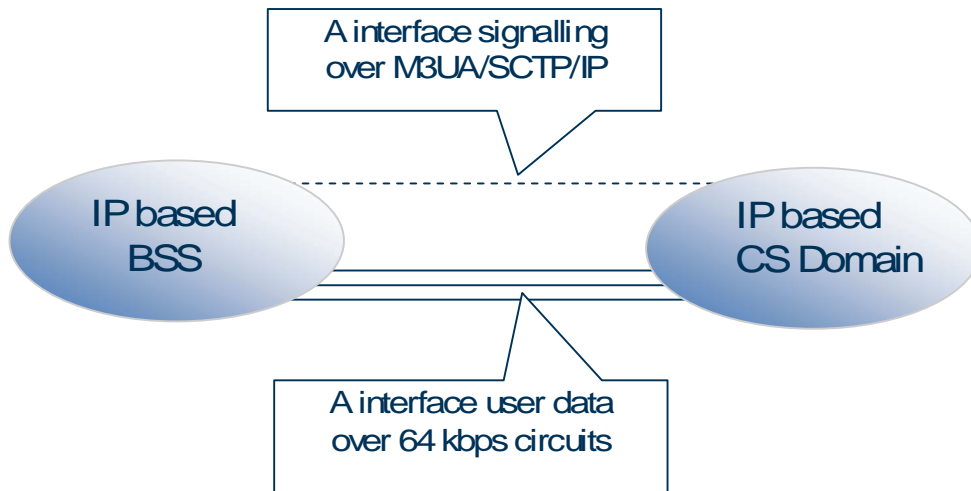 A interface signalling
over M3UA/SCTP/IP
IP based
BSS
IP based
CS Domain
A interface user data
over 64 kbps circuits